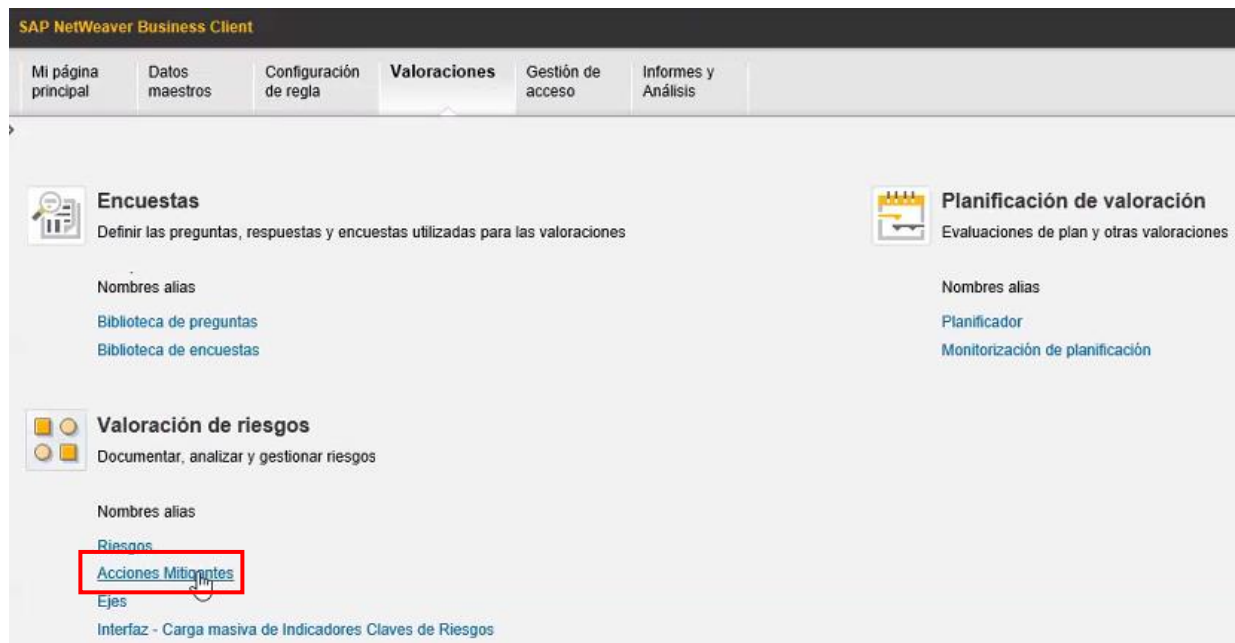 SAP NetWeaver Business Client
Mi página principal
Datos maestros
Configuración de regla
Valoraciones
Gestión de acceso
Informes y Análisis
Encuestas
Definir las preguntas, respuestas y encuestas utilizadas para las valoraciones
Nombres alias
Biblioteca de preguntas
Biblioteca de encuestas
Planificación de valoración
Evaluaciones de plan y otras valoraciones
Nombres alias
Planificador
Monitorización de planificación
Valoración de riesgos
Documentar, analizar y gestionar riesgos
Nombres alias
Riesgos
Acciones Mitigantes
Ejes
Interfaz - Carga masiva de Indicadores Claves de Riesgos